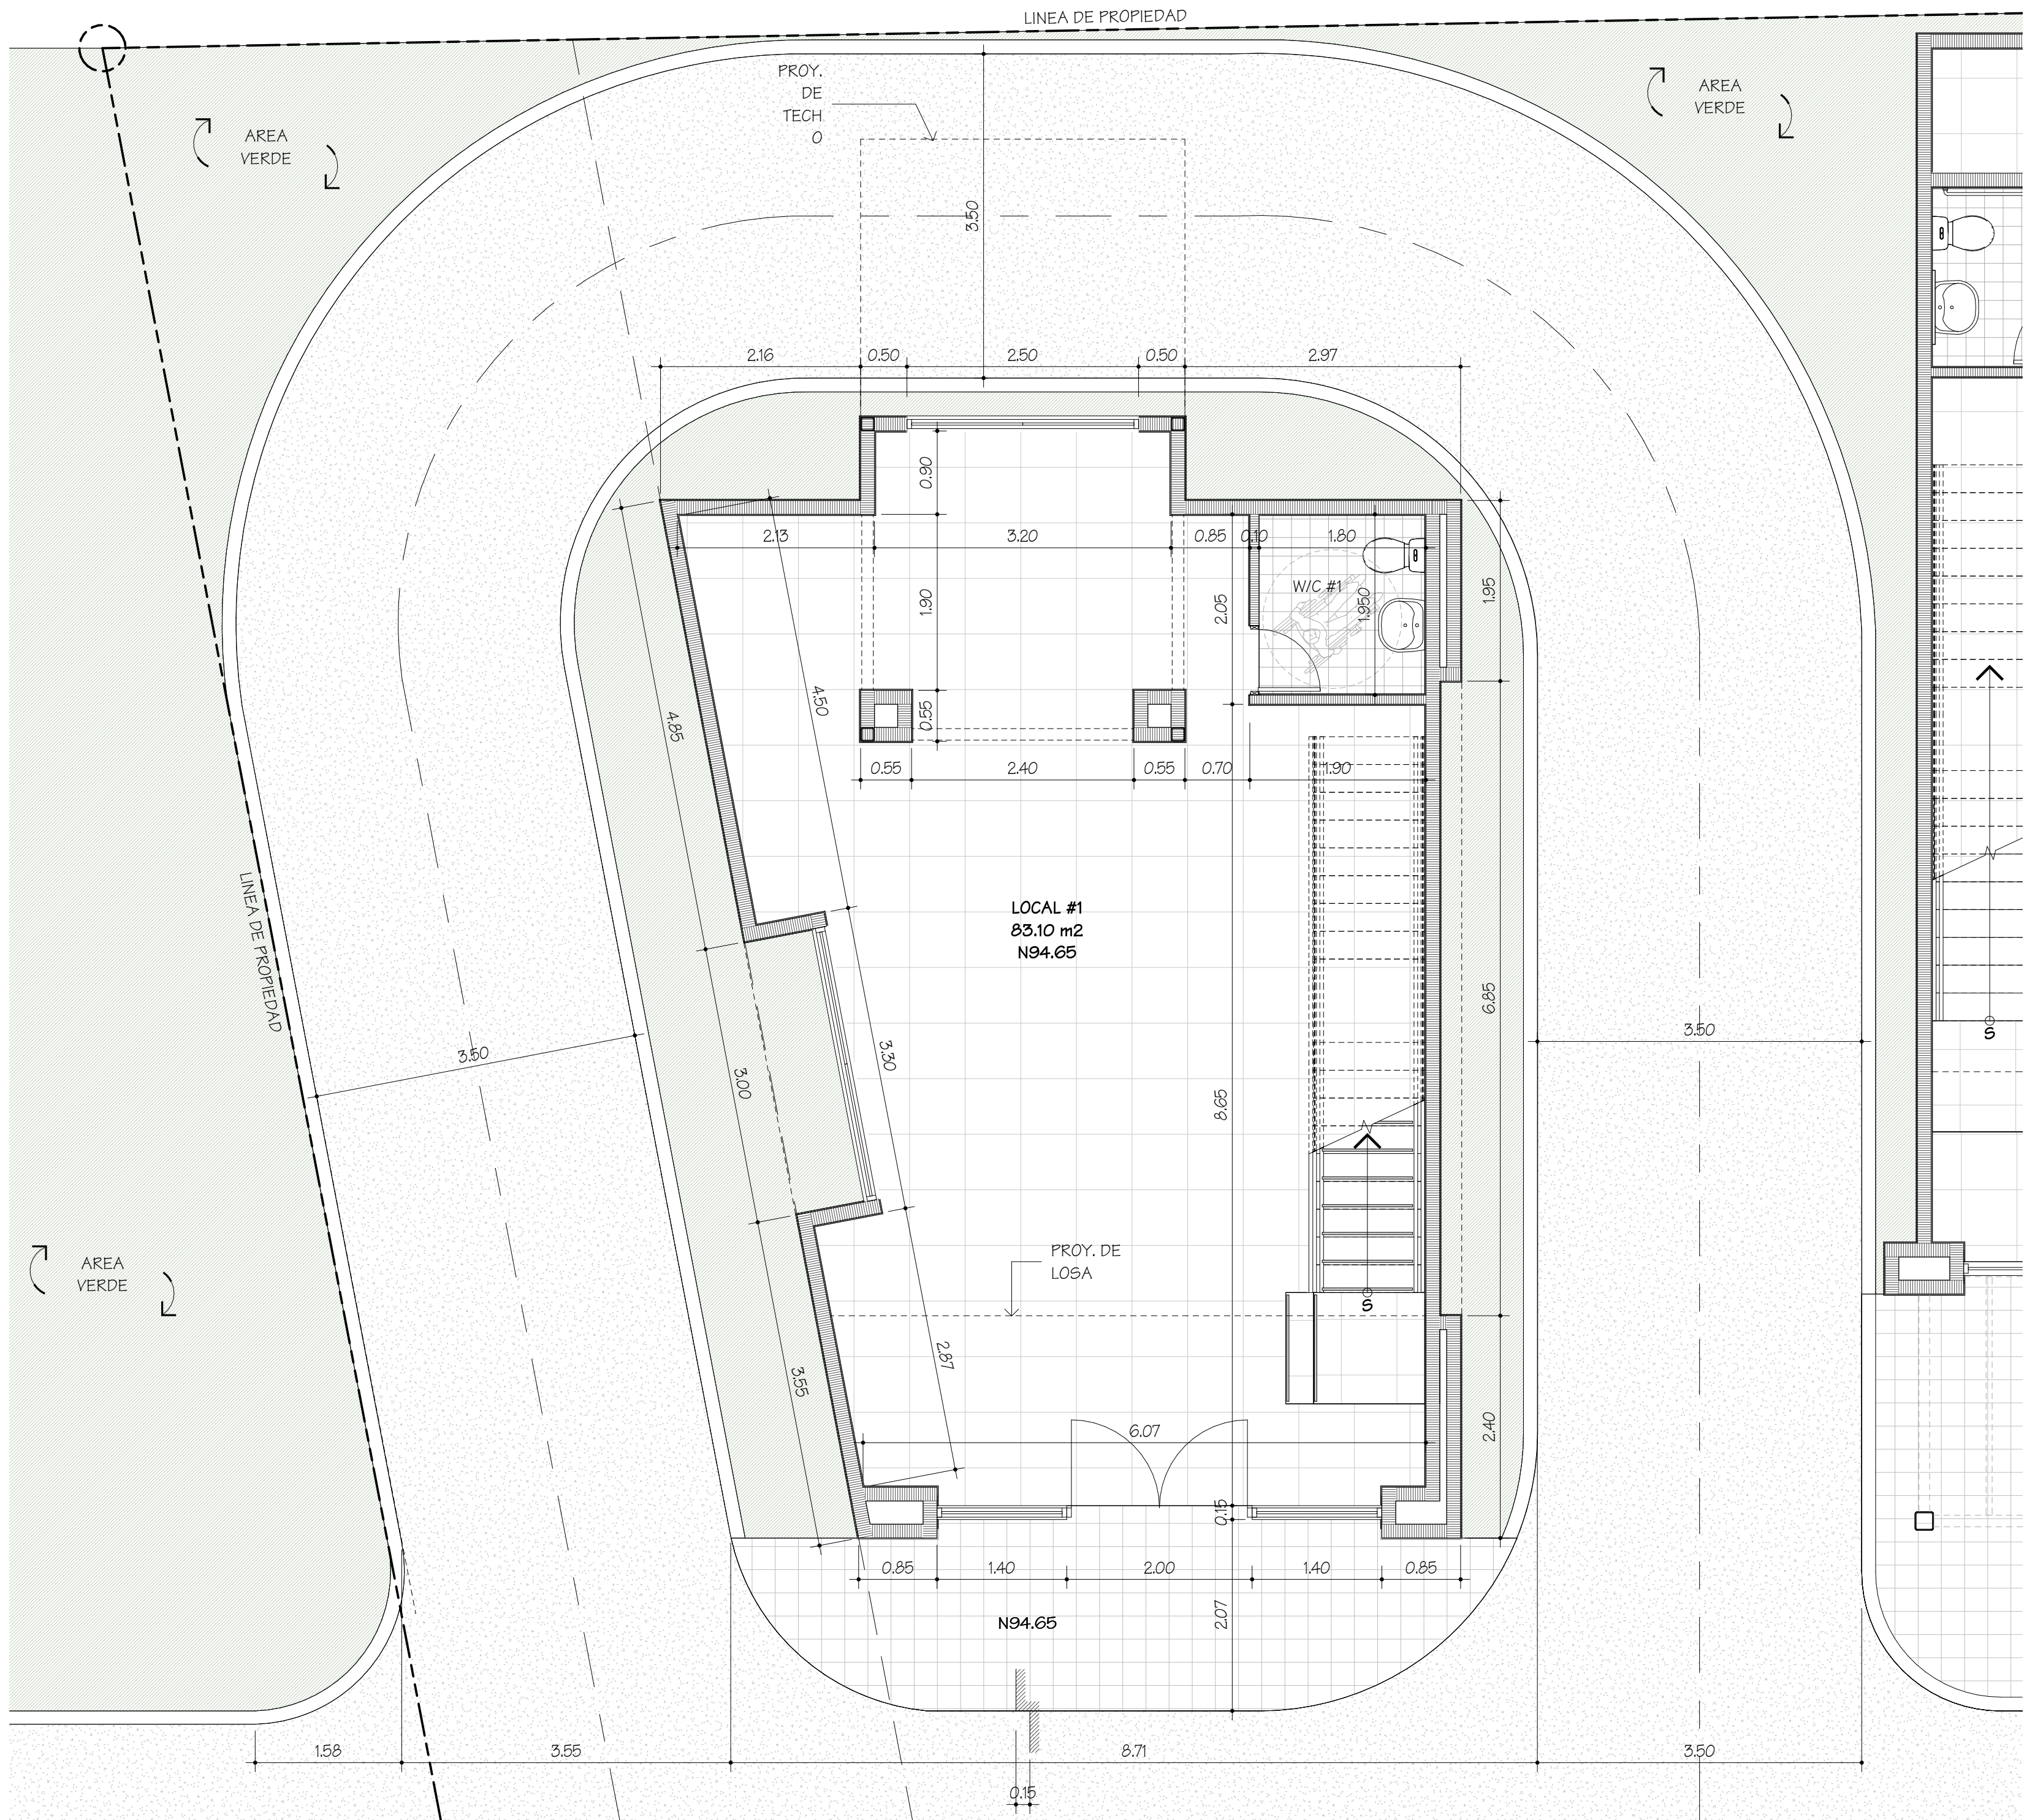 LINEA DE PROPIEDAD
PROY.
DE
TECH
O
AREA
VERDE
AREA
VERDE
3.50
2.16
0.50
2.50
0.50
2.97
0.90
2.13
3.20
0.85
0.10
1.80
W/C #1
1.950
1.90
2.05
1.95
4.50
4.85
0.55
0.55
2.40
0.55
0.70
1.90
LOCAL #1
83.10 m2
N94.65
LINEA DE PROPIEDAD
6.85
3.50
3.50
S
3.30
3.00
8.65
AREA
VERDE
PROY. DE
LOSA
S
2.87
3.55
6.07
2.40
0.15
0.85
1.40
2.00
1.40
0.85
N94.65
2.07
1.58
3.55
8.71
3.50
0.15